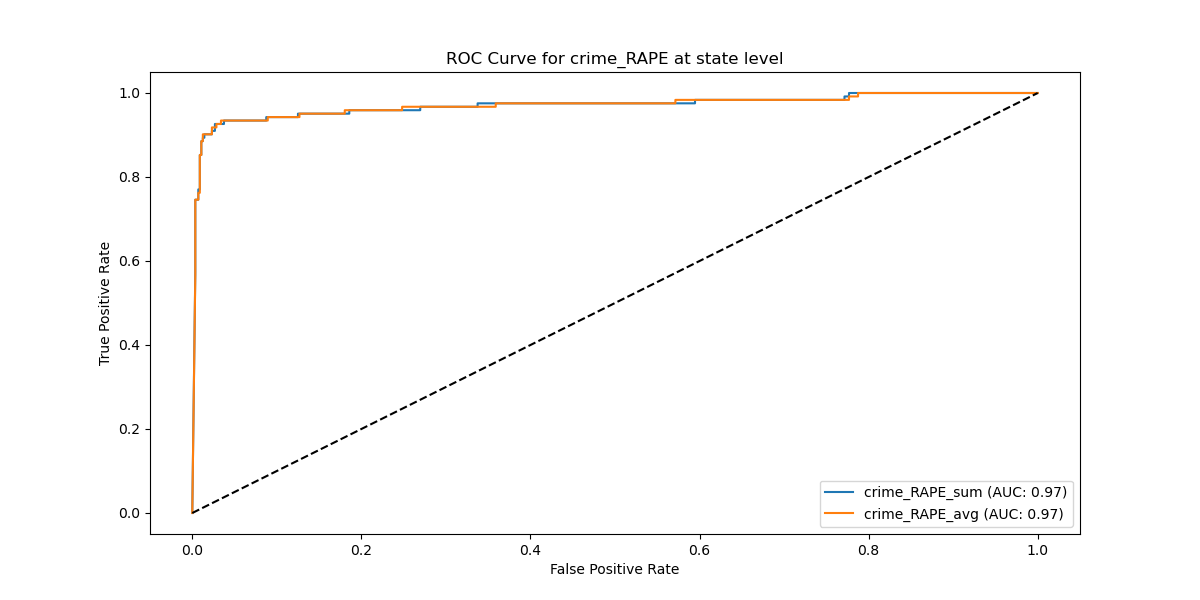 ROC Curve for crime_RAPE at state level
True Positive Rate
1.0
0.8
0.6
0.4
0.2
0.0
0.0 0.2 0.4 0.6 0.8 1.0
False Positive Rate
crime_RAPE_sum (AUC: 0.97)
crime_RAPE_avg (AUC: 0.97)